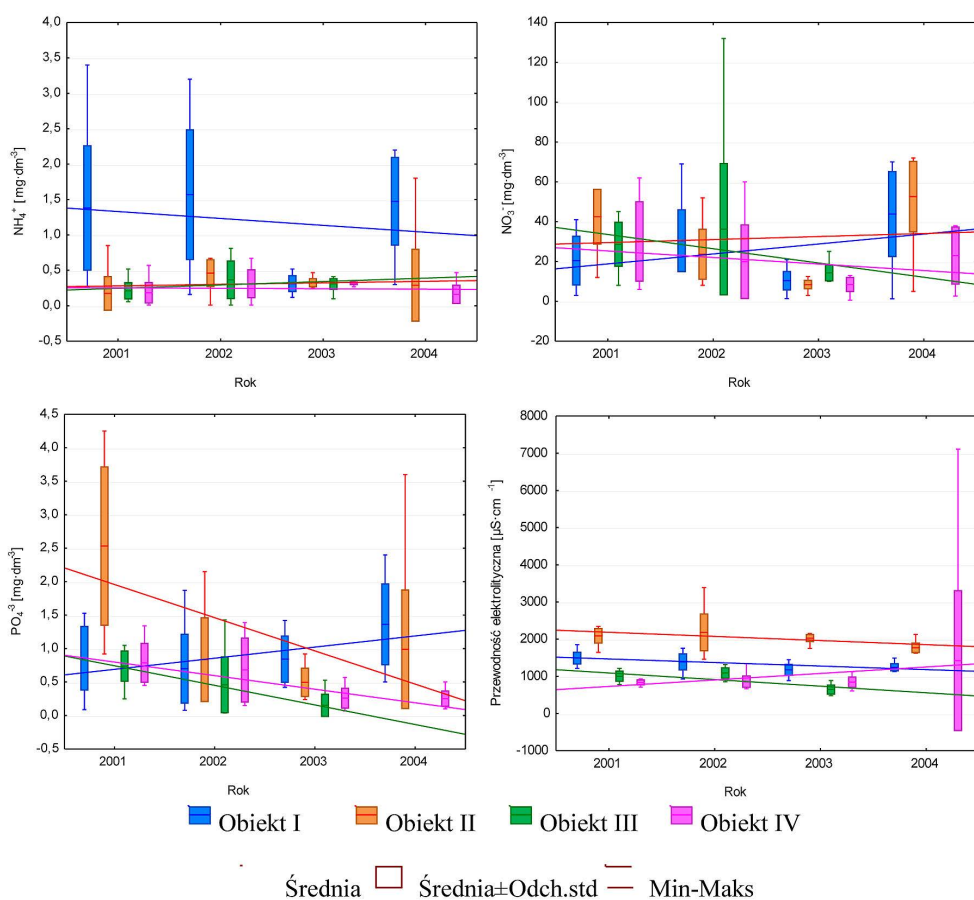 4,0
3,5
3,0
2,5
2,0
1,5
1,0
0,5
0,0
-0,5
NH₄⁺ [mg·dm⁻³]
2001 2002 2003 2004
Rok
140
120
100
80
60
40
20
0
-20
NO₃⁻ [mg·dm⁻³]
2001 2002 2003 2004
Rok
4,5
4,0
3,5
3,0
2,5
2,0
1,5
1,0
0,5
0,0
-0,5
PO₄⁻³ [mg·dm⁻³]
2001 2002 2003 2004
Rok
8000
7000
6000
5000
4000
3000
2000
1000
0
-1000
Przewodność elektrolityczna [µS·cm⁻¹]
2001 2002 2003 2004
Rok
Obiekt I Obiekt II Obiekt III Obiekt IV
Średnia Średnia±Odch.std Min-Maks